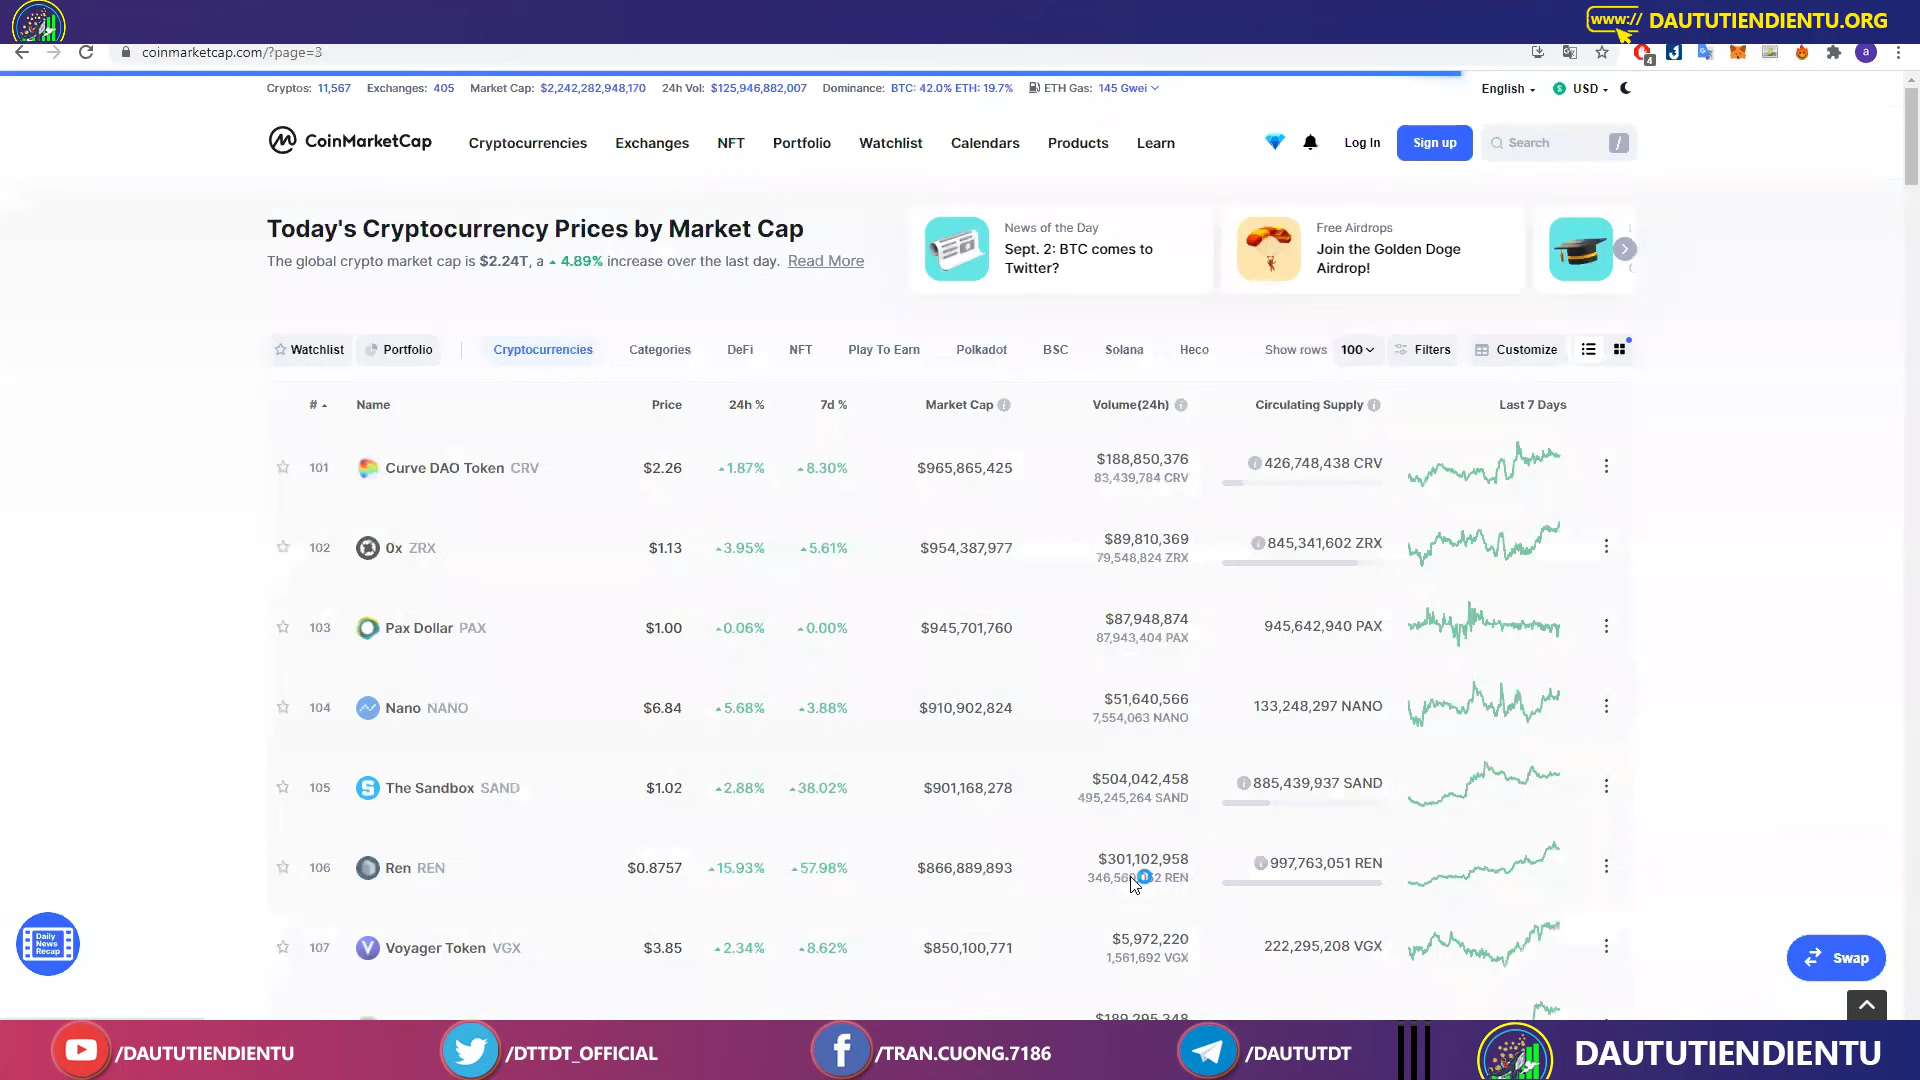 www.// DAUTUTIENDIENTU.ORG
coinmarketcap.com/?page=3
4
a
Cryptos: 11,567 Exchanges: 405 Market Cap: $2,242,282,948,170 24h Vol: $125,946,882,007 Dominance: BTC: 42.0% ETH: 19.7% ETH Gas: 145 Gwei
English USD
CoinMarketCap Cryptocurrencies Exchanges NFT Portfolio Watchlist Calendars Products Learn Log In Sign up Search /
Today's Cryptocurrency Prices by Market Cap
The global crypto market cap is $2.24T, a 4.89% increase over the last day. Read More
News of the Day
Sept. 2: BTC comes to
Twitter?
Free Airdrops
Join the Golden Doge
Airdrop!
Watchlist Portfolio Cryptocurrencies Categories DeFi NFT Play To Earn Polkadot BSC Solana Heco Show rows 100 Filters Customize
# Name Price 24h % 7d % Market Cap Volume(24h) Circulating Supply Last 7 Days
101 Curve DAO Token CRV $2.26 1.87% 8.30% $965,865,425 $188,850,376 426,748,438 CRV
83,439,784 CRV
102 0x ZRX $1.13 3.95% 5.61% $954,387,977 $89,810,369 845,341,602 ZRX
79,548,824 ZRX
103 Pax Dollar PAX $1.00 0.06% 0.00% $945,701,760 $87,948,874 945,642,940 PAX
87,943,404 PAX
104 Nano NANO $6.84 5.68% 3.88% $910,902,824 $51,640,566 133,248,297 NANO
7,554,063 NANO
105 The Sandbox SAND $1.02 2.88% 38.02% $901,168,278 $504,042,458 885,439,937 SAND
495,245,264 SAND
106 Ren REN $0.8757 15.93% 57.98% $866,889,893 $301,102,958 997,763,051 REN
REN
107 Voyager Token VGX $3.85 2.34% 8.62% $850,100,771 $5,972,220 222,295,208 VGX
1,561,692 VGX
$189,295,348
Daily
News
Recap
Swap
/DAUTUTIENDIENTU /DTTDT_OFFICIAL /TRAN.CUONG.7186 /DAUTUTDT DAUTUTIENDIENTU